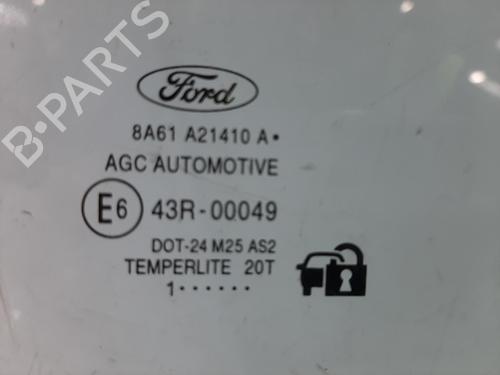 Ford
8A61 A21410 A•
AGC AUTOMOTIVE
E6 43R-00049
DOT-24 M25 AS2
TEMPERLITE 20T
1••••••
B-PARTS